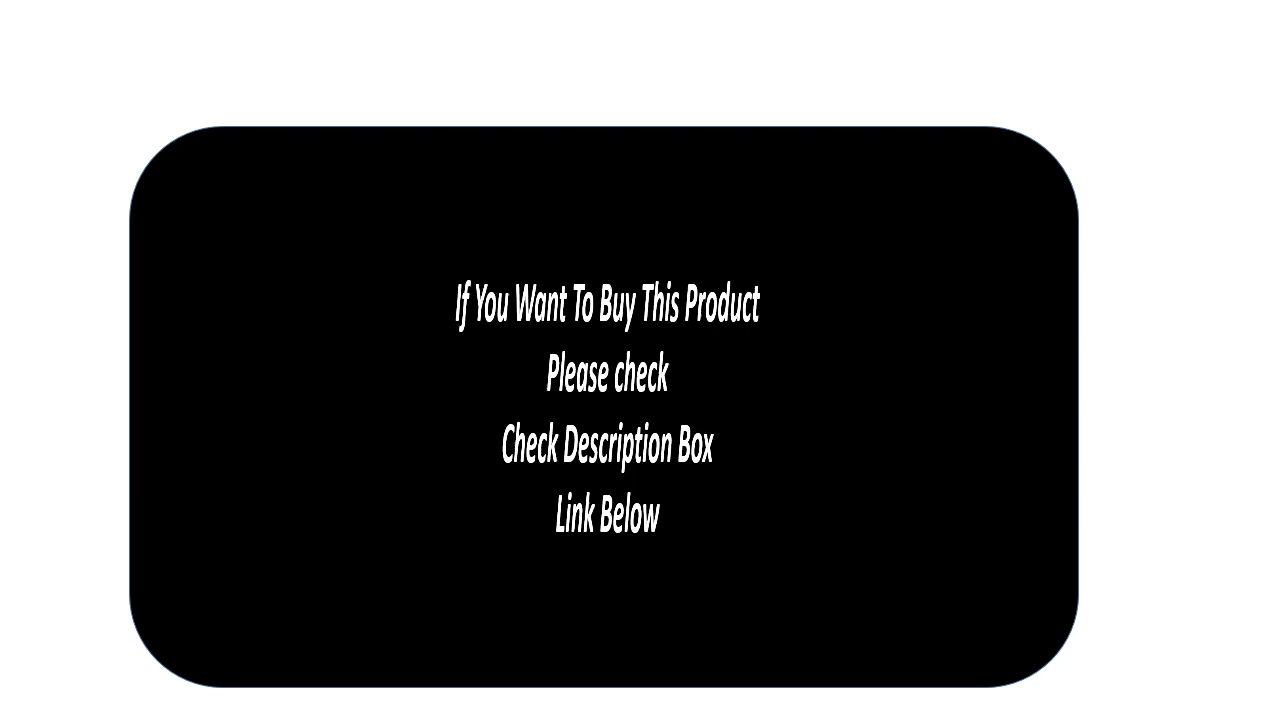 If You Want To Buy This Product
Please check
Check Description Box
Link Below